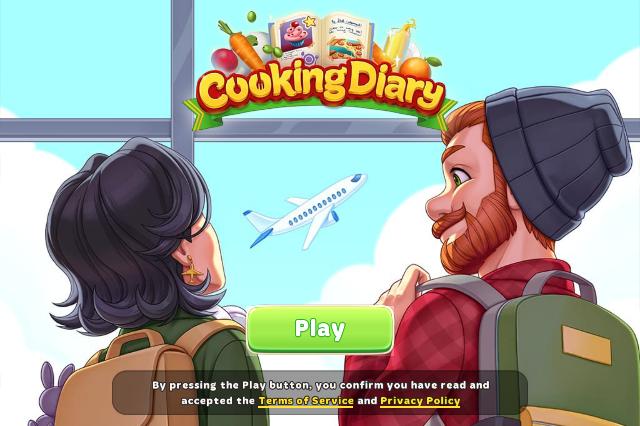 Cooking Diary
Play
By pressing the Play button, you confirm you have read and
accepted the Terms of Service and Privacy Policy